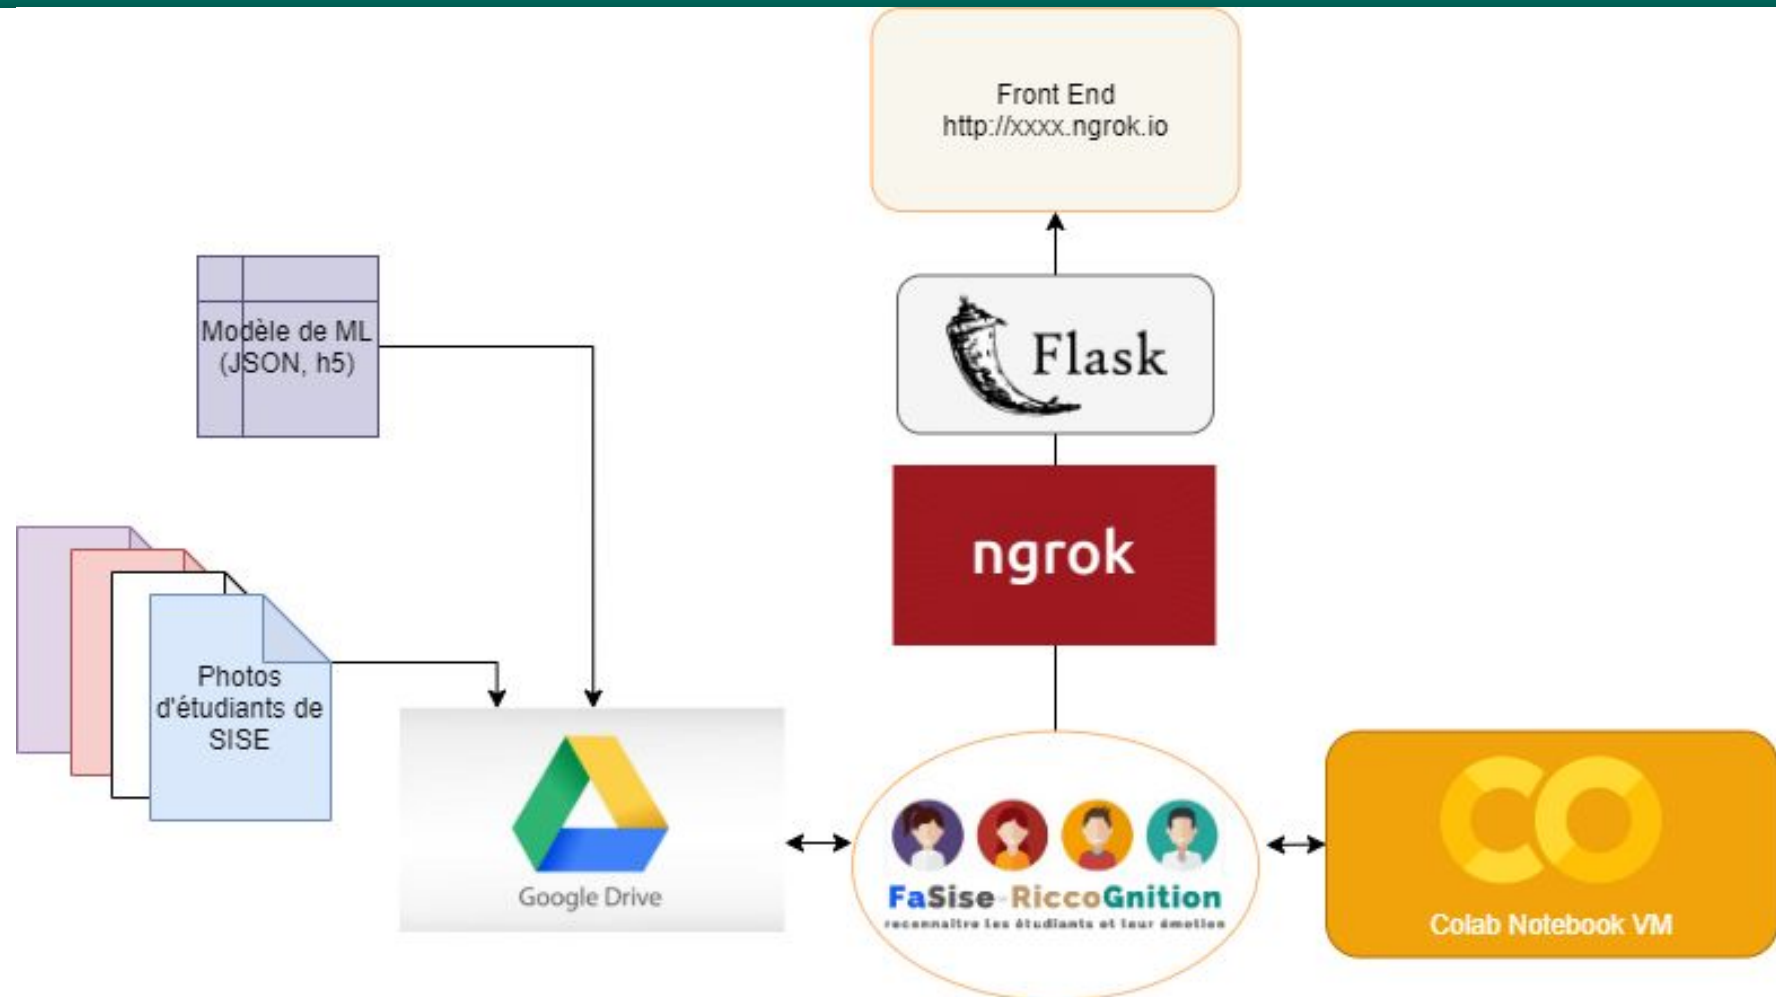 Front End
http://xxxx.ngrok.io
Flask
ngrok
Modèle de ML
(JSON, h5)
Photos
d'étudiants de
SISE
Google Drive
FaSise-RiccoGnition
reconnaître les étudiants et leur émotion
Colab Notebook VM